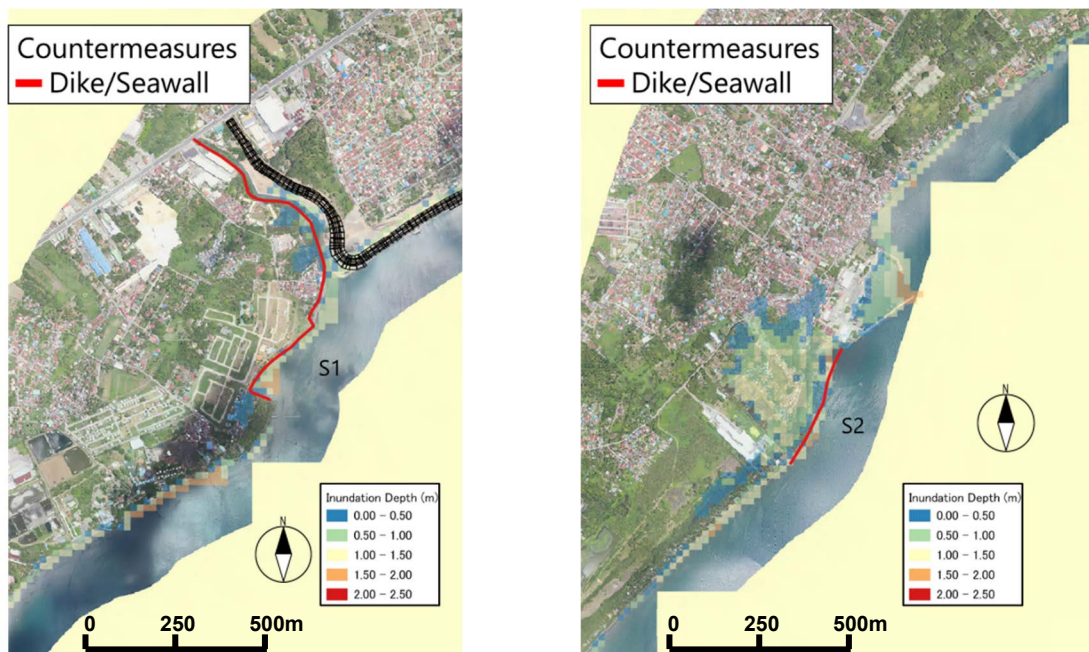 Countermeasures
Dike/Seawall
S1
N
Inundation Depth (m)
0.00 – 0.50
0.50 – 1.00
1.00 – 1.50
1.50 – 2.00
2.00 – 2.50
0 250 500m
Countermeasures
Dike/Seawall
N
S2
Inundation Depth (m)
0.00 – 0.50
0.50 – 1.00
1.00 – 1.50
1.50 – 2.00
2.00 – 2.50
0 250 500m